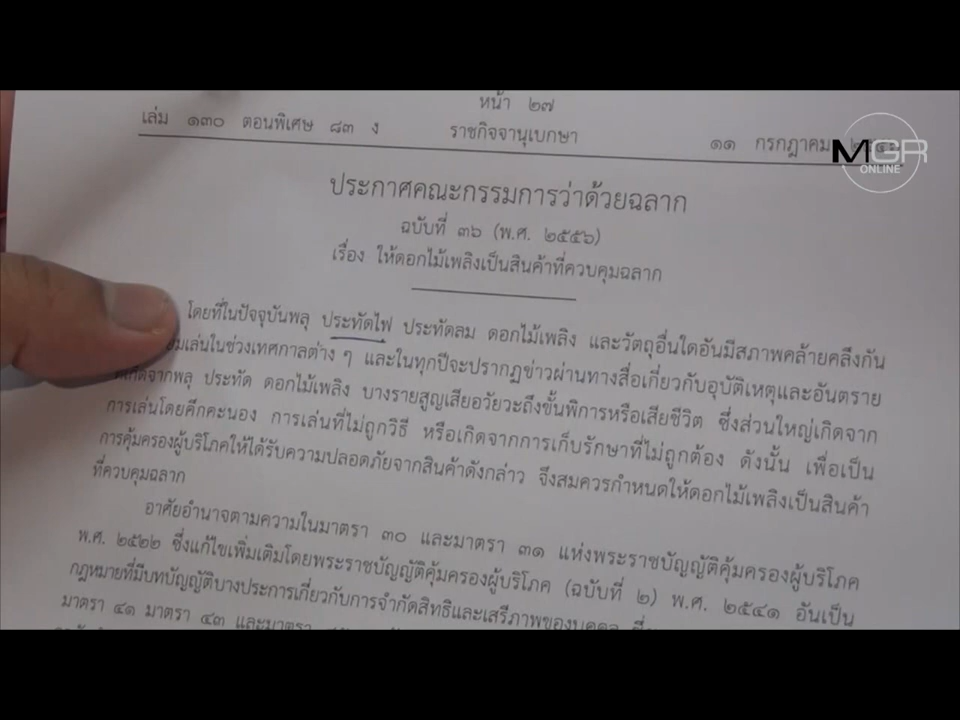 หน้า ๒๗
เล่ม ๑๓๐ ตอนพิเศษ ๘๓ ง ราชกิจจานุเบกษา ๑๑ กรกฎาคม
MGR
ONLINE
ประกาศคณะกรรมการว่าด้วยฉลาก
ฉบับที่ ๓๖ (พ.ศ. ๒๕๕๖)
เรื่อง ให้ดอกไม้เพลิงเป็นสินค้าที่ควบคุมฉลาก
โดยที่ในปัจจุบันพลุ ประทัดไฟ ประทัดลม ดอกไม้เพลิง และวัตถุอื่นใดอันมีสภาพคล้ายคลึงกัน
เล่นในช่วงเทศกาลต่าง ๆ และในทุกปีจะปรากฏข่าวผ่านทางสื่อเกี่ยวกับอุบัติเหตุและอันตราย
เกิดจากพลุ ประทัด ดอกไม้เพลิง บางรายสูญเสียอวัยวะถึงขั้นพิการหรือเสียชีวิต ซึ่งส่วนใหญ่เกิดจาก
การเล่นโดยคึกคะนอง การเล่นที่ไม่ถูกวิธี หรือเกิดจากการเก็บรักษาที่ไม่ถูกต้อง ดังนั้น เพื่อเป็น
การคุ้มครองผู้บริโภคให้ได้รับความปลอดภัยจากสินค้าดังกล่าว จึงสมควรกำหนดให้ดอกไม้เพลิงเป็นสินค้า
ที่ควบคุมฉลาก
อาศัยอำนาจตามความในมาตรา ๓๐ และมาตรา ๓๑ แห่งพระราชบัญญัติคุ้มครองผู้บริโภค
พ.ศ. ๒๕๒๒ ซึ่งแก้ไขเพิ่มเติมโดยพระราชบัญญัติคุ้มครองผู้บริโภค (ฉบับที่ ๒) พ.ศ. ๒๕๔๑ อันเป็น
กฎหมายที่มีบทบัญญัติบางประการเกี่ยวกับการจำกัดสิทธิและเสรีภาพของบุคคล
มาตรา ๔๑ มาตรา ๔๓ และมาตรา